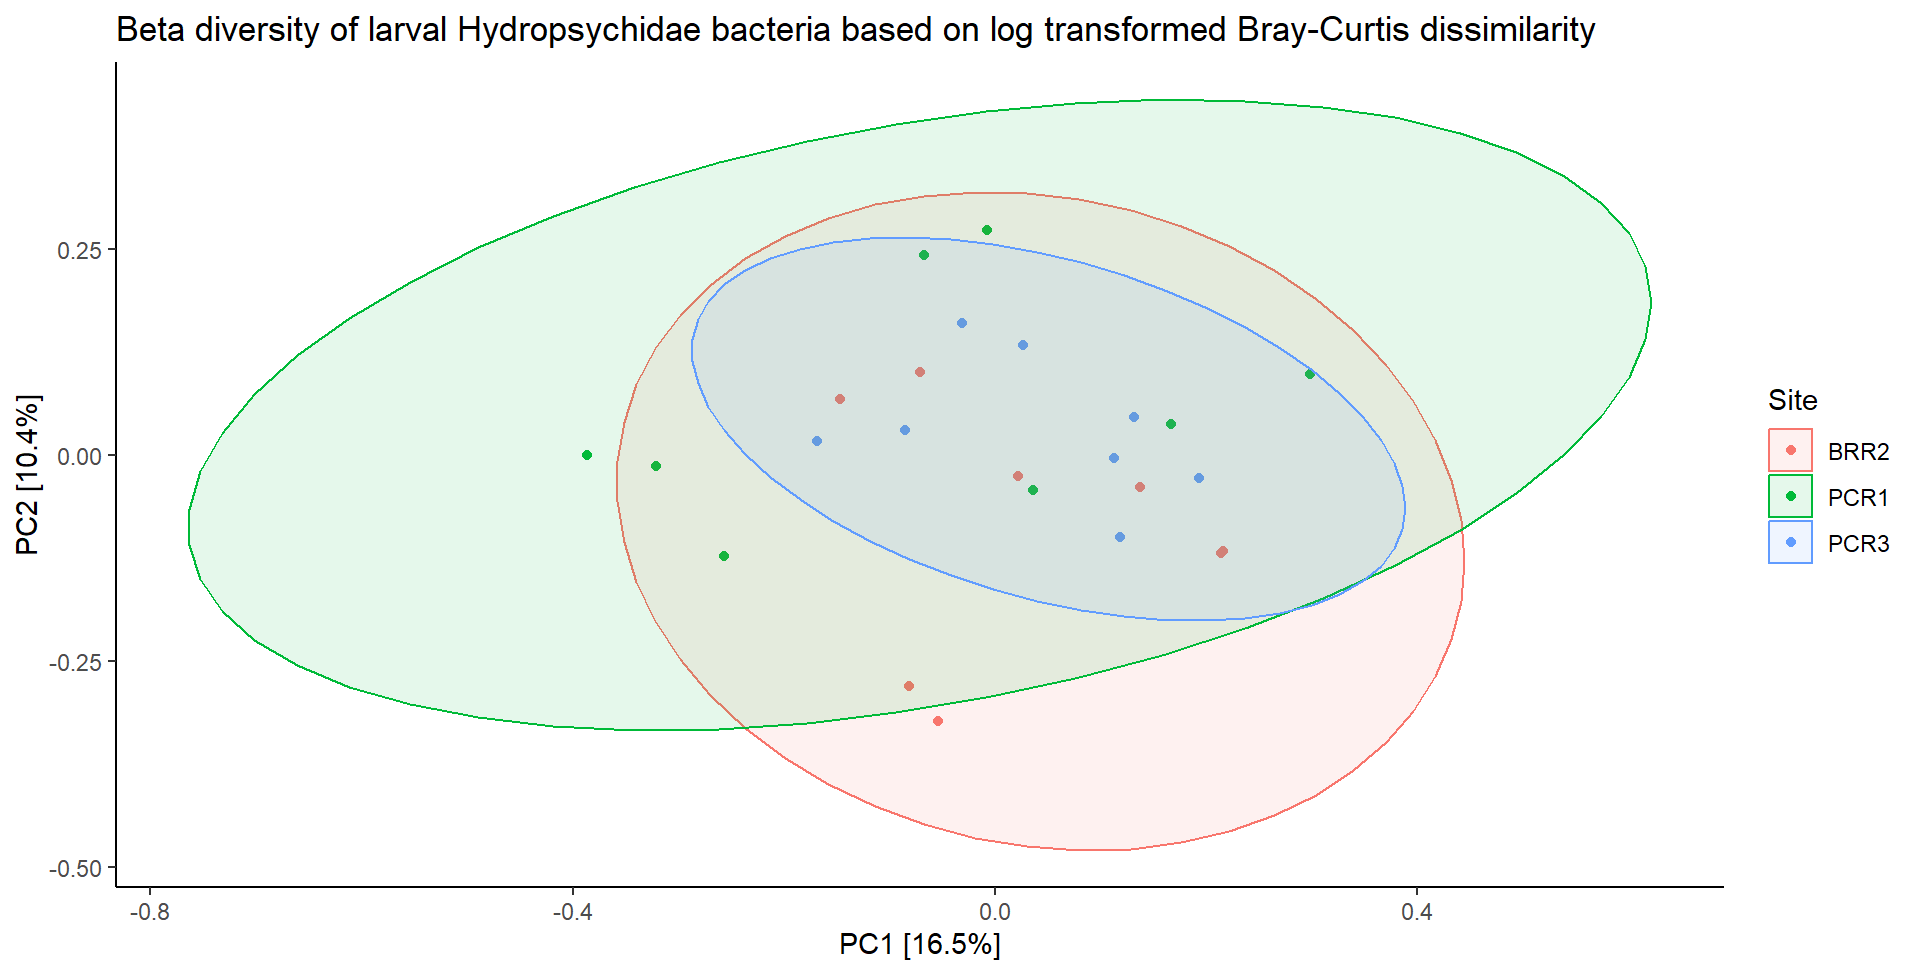 Beta diversity of larval Hydropsychidae bacteria based on log transformed Bray-Curtis dissimilarity
0.25
0.00
-0.25
-0.50
PC2 [10.4%]
-0.8
-0.4
0.0
0.4
PC1 [16.5%]
Site
BRR2
PCR1
PCR3